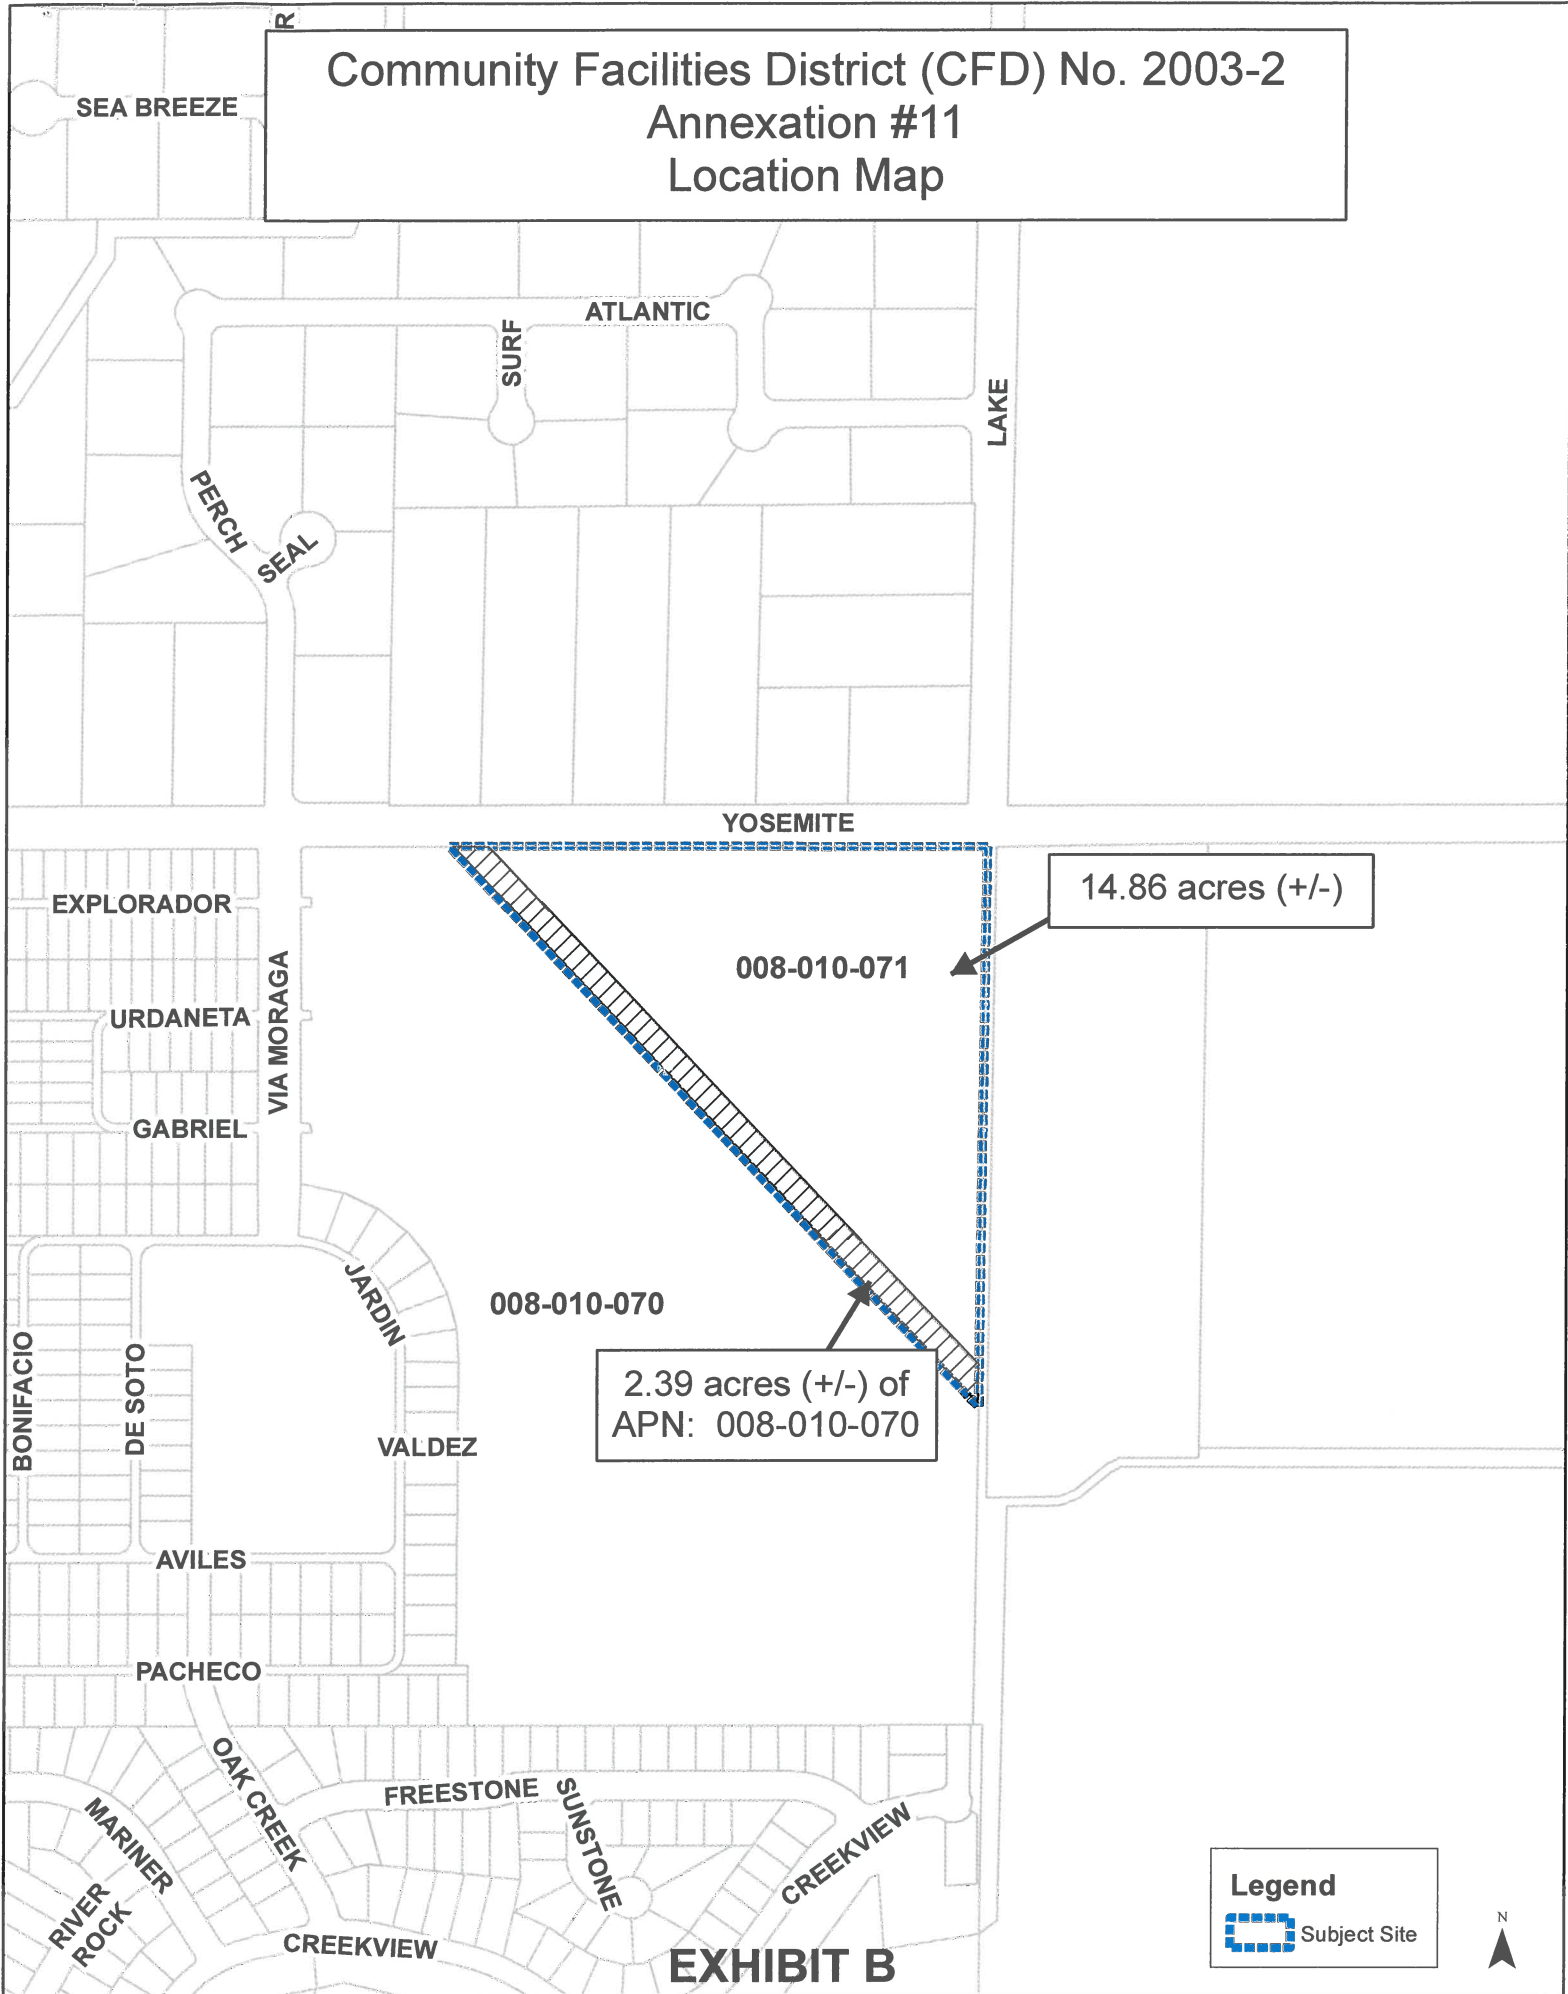 R
Community Facilities District (CFD) No. 2003-2
Annexation #11
Location Map
SEA BREEZE
ATLANTIC
SURF
LAKE
PERCH
SEAL
YOSEMITE
14.86 acres (+/-)
EXPLORADOR
008-010-071
VIA MORAGA
URDANETA
GABRIEL
JARDIN
008-010-070
BONIFACIO
DE SOTO
2.39 acres (+/-) of
APN: 008-010-070
VALDEZ
AVILES
PACHECO
OAK CREEK
FREESTONE
SUNSTONE
MARINER
CREEKVIEW
RIVER
ROCK
CREEKVIEW
EXHIBIT B
Legend
Subject Site
N